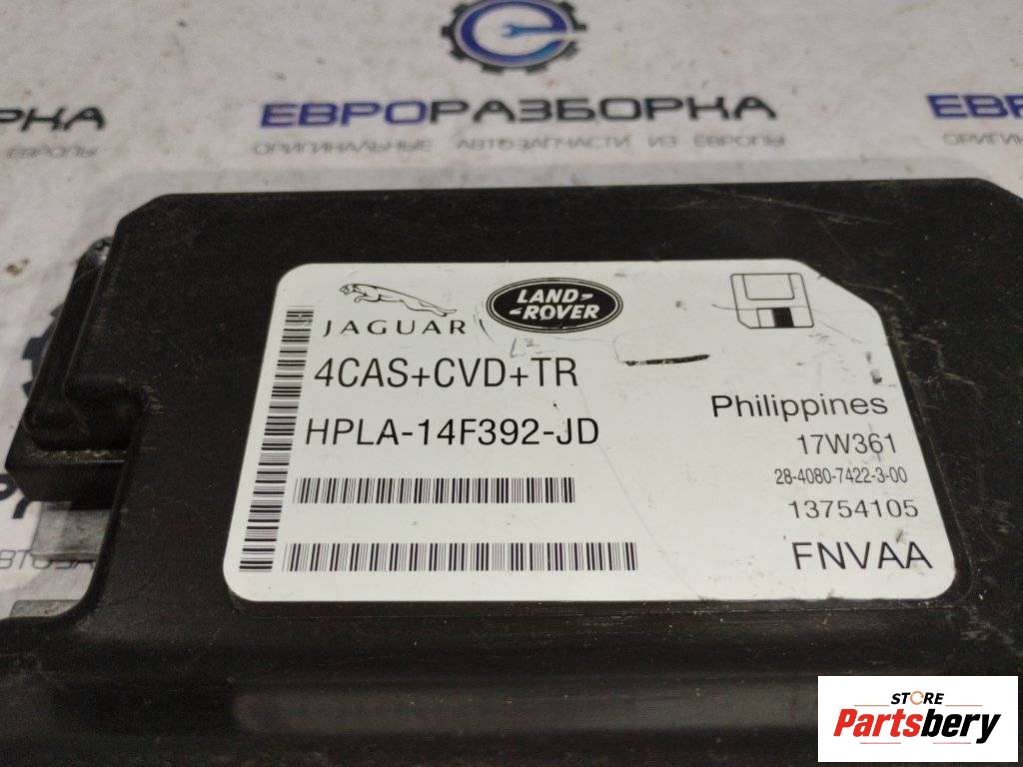 ЕВРОРАЗБОРКА
ОРИГИНАЛЬНЫЕ АВТОЗАПЧАСТИ ИЗ ЕВРОПЫ
JAGUAR
LAND-
-ROVER
4CAS+CVD+TR
HPLA-14F392-JD
Philippines
17W361
28-4080-7422-3-00
13754105
FNVAA
STORE
Partsbery